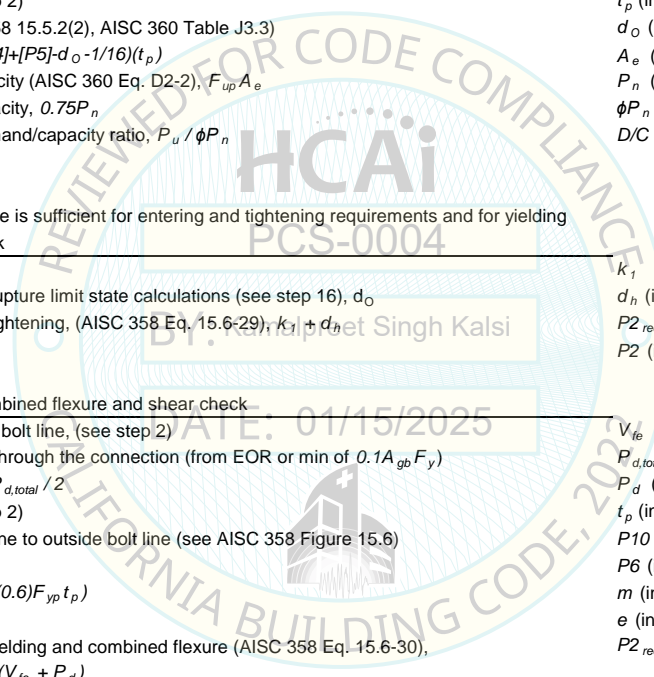 2)
t p (in
58 15.5.2(2), AISC 360 Table J3.3)
d O (
4]+[P5]-d O -1/16)(t p )
A e (
city (AISC 360 Eq. D2-2), F up A e
P n (
acity, 0.75P n
ϕP n
mand/capacity ratio, P u / ϕP n
D/C
REVIEWED FOR CODE COMPLIANCE
HCAi
e is sufficient for entering and tightening requirements and for yielding
k
PCS-0004
k 1
upture limit state calculations (see step 16), d O
d h (i
ghtening, (AISC 358 Eq. 15.6-29), k 1 + d h
P2 re
BY: Kamalpreet Singh Kalsi
P2 (
mbined flexure and shear check
DATE: 01/15/2025
bolt line, (see step 2)
V fe
hrough the connection (from EOR or min of 0.1A gb F y )
P d,tot
P d,total / 2
P d (
2)
t p (in
ne to outside bolt line (see AISC 358 Figure 15.6)
P10
P6 (
(0.6)F yp t p )
m (in
e (in
elding and combined flexure (AISC 358 Eq. 15.6-30),
P2 re
(V fe + P d )
CALIFORNIA BUILDING CODE, 2022